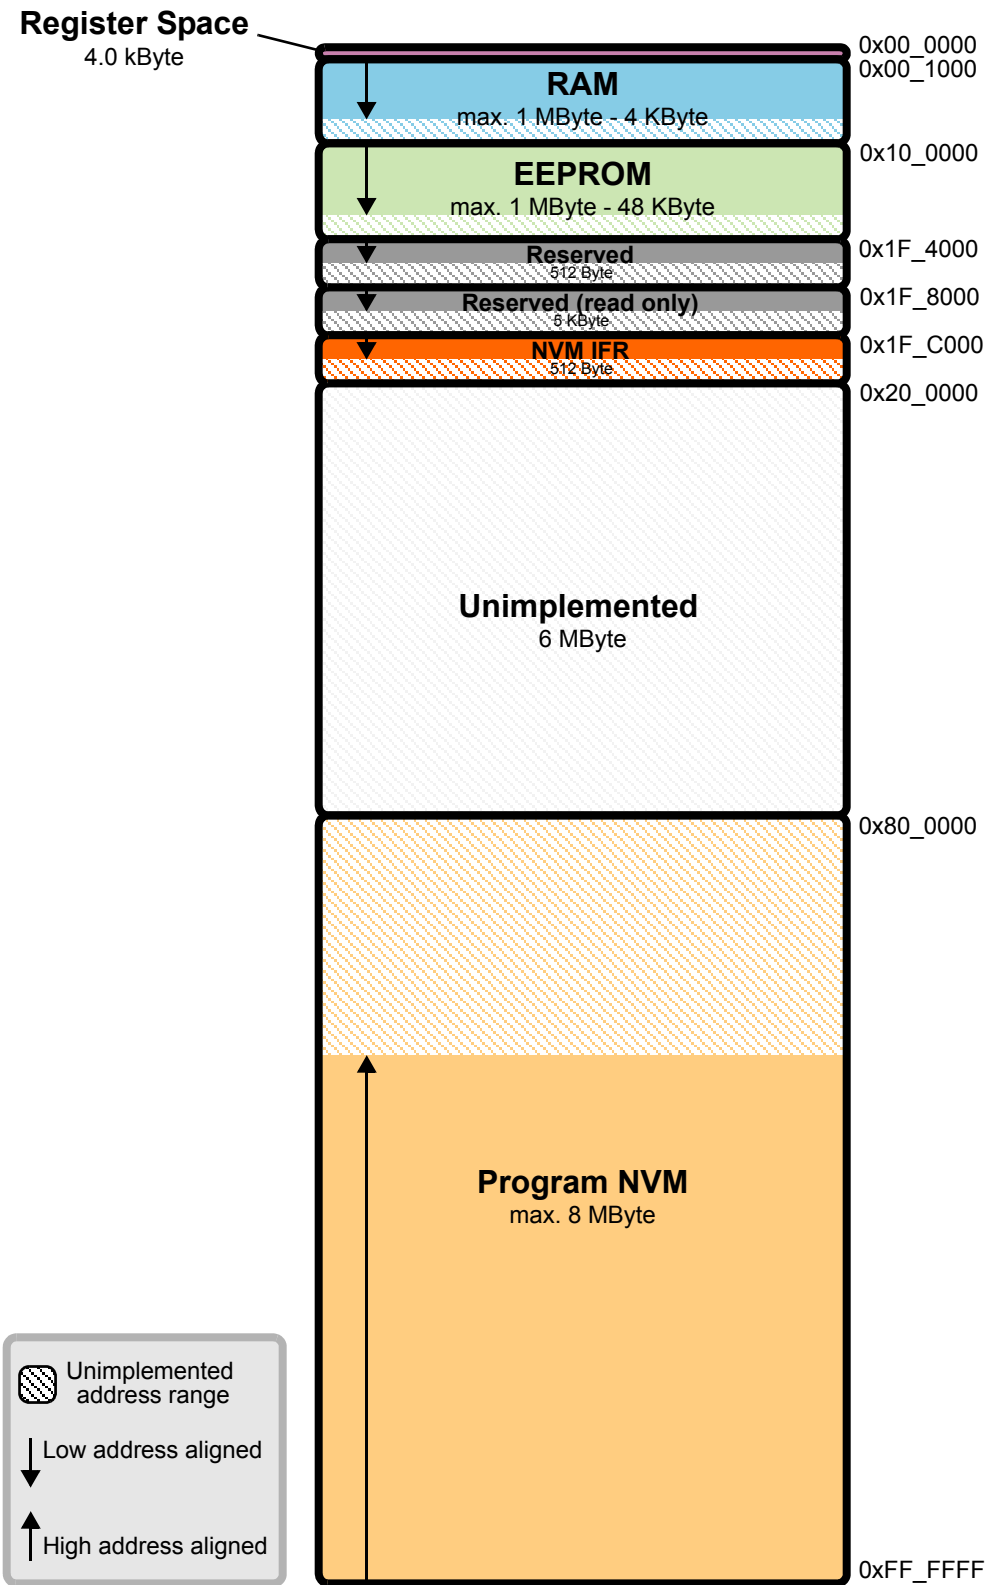 Register Space
4.0 kByte
0x00_0000
0x00_1000
RAM
max. 1 MByte - 4 KByte
0x10_0000
EEPROM
max. 1 MByte - 48 KByte
0x1F_4000
Reserved
512 Byte
0x1F_8000
Reserved (read only)
5 KByte
0x1F_C000
NVM IFR
512 Byte
0x20_0000
Unimplemented
6 MByte
0x80_0000
Program NVM
max. 8 MByte
Unimplemented
address range
Low address aligned
High address aligned
0xFF_FFFF